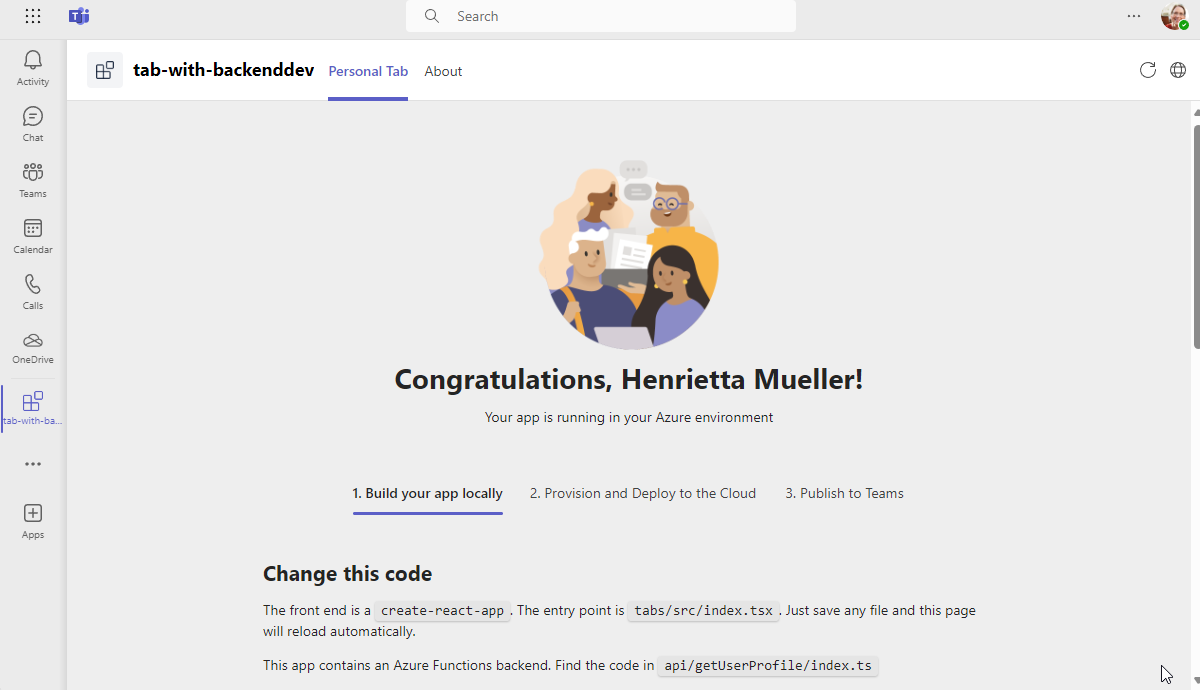 Search
tab-with-backenddev Personal Tab About
Activity
Chat
Teams
Calendar
Calls
OneDrive
tab-with-ba...
Apps
Congratulations, Henrietta Mueller!
Your app is running in your Azure environment
1. Build your app locally 2. Provision and Deploy to the Cloud 3. Publish to Teams
Change this code
The front end is a create-react-app. The entry point is tabs/src/index.tsx. Just save any file and this page
will reload automatically.
This app contains an Azure Functions backend. Find the code in api/getUserProfile/index.ts